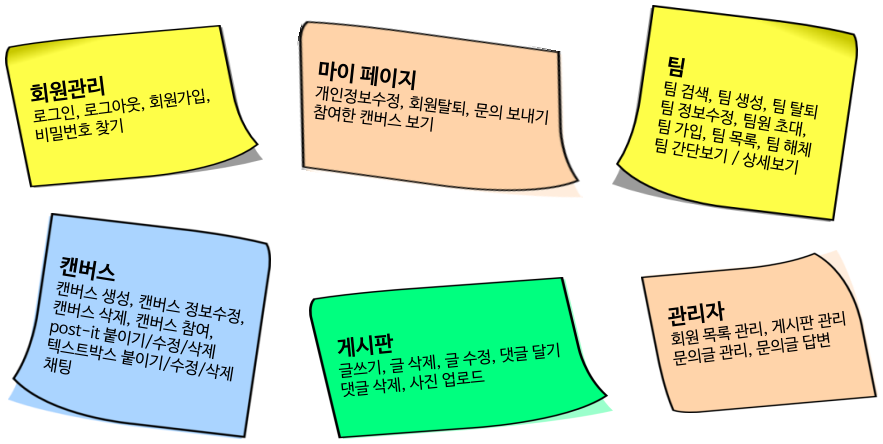 회원관리
로그인, 로그아웃, 회원가입,
비밀번호 찾기
마이 페이지
개인정보수정, 회원탈퇴, 문의 보내기
참여한 캔버스 보기
팀
팀 검색, 팀 생성, 팀 탈퇴
팀 정보수정, 팀원 초대,
팀 가입, 팀 목록, 팀 해체
팀 간단보기 / 상세보기
캔버스
캔버스 생성, 캔버스 정보수정,
캔버스 삭제, 캔버스 참여,
post-it 붙이기/수정/삭제
텍스트박스 붙이기/수정/삭제
채팅
게시판
글쓰기, 글 삭제, 글 수정, 댓글 달기
댓글 삭제, 사진 업로드
관리자
회원 목록 관리, 게시판 관리
문의글 관리, 문의글 답변